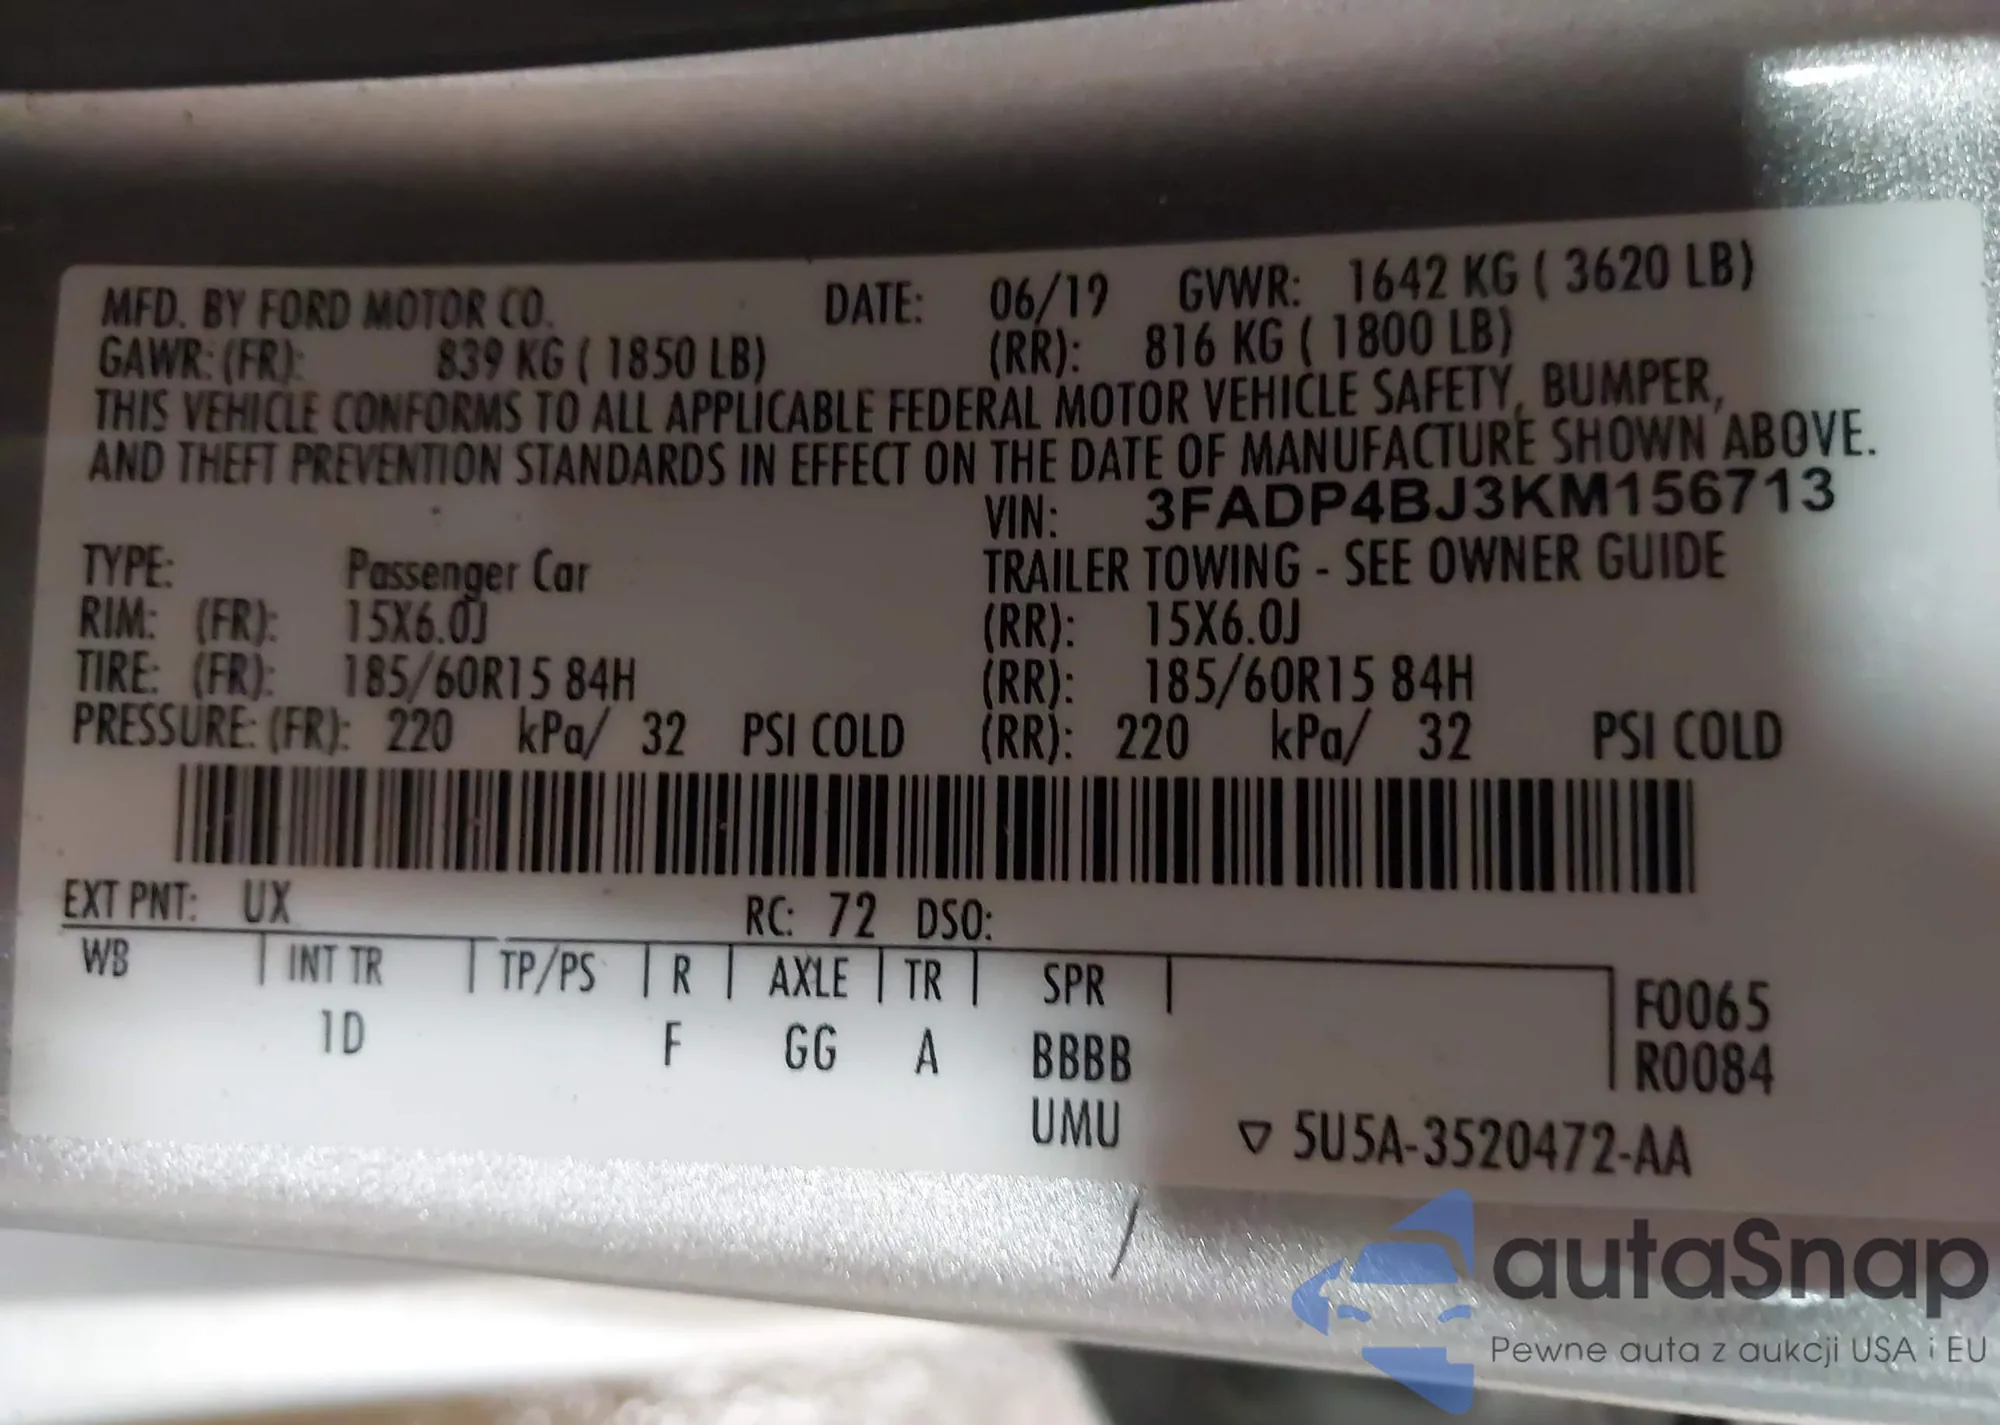 MFD. BY FORD MOTOR CO. DATE: 06/19 GVWR: 1642 KG ( 3620 LB)
GAWR: (FR): 839 KG ( 1850 LB) (RR): 816 KG ( 1800 LB)
THIS VEHICLE CONFORMS TO ALL APPLICABLE FEDERAL MOTOR VEHICLE SAFETY, BUMPER,
AND THEFT PREVENTION STANDARDS IN EFFECT ON THE DATE OF MANUFACTURE SHOWN ABOVE.
VIN: 3FADP4BJ3KM156713
TYPE: Passenger Car TRAILER TOWING - SEE OWNER GUIDE
RIM: (FR): 15X6.0J (RR): 15X6.0J
TIRE: (FR): 185/60R15 84H (RR): 185/60R15 84H
PRESSURE: (FR): 220 kPa/ 32 PSI COLD (RR): 220 kPa/ 32 PSI COLD
EXT PNT: UX RC: 72 DSO:
WB INT TR TP/PS R AXLE TR SPR F0065
1D F GG A BBBB R0084
UMU ▽ 5U5A-3520472-AA
autaSnap
Pewne auta z aukcji USA i EU